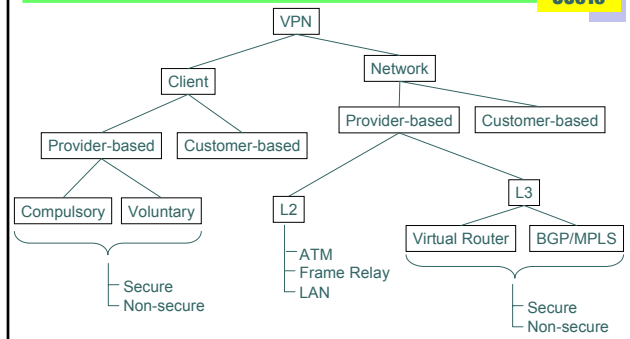 VPN
Client
Network
Provider-based
Customer-based
Provider-based
Customer-based
Compulsory
Voluntary
L2
L3
Virtual Router
BGP/MPLS
ATM
Frame Relay
LAN
Secure
Non-secure
Secure
Non-secure